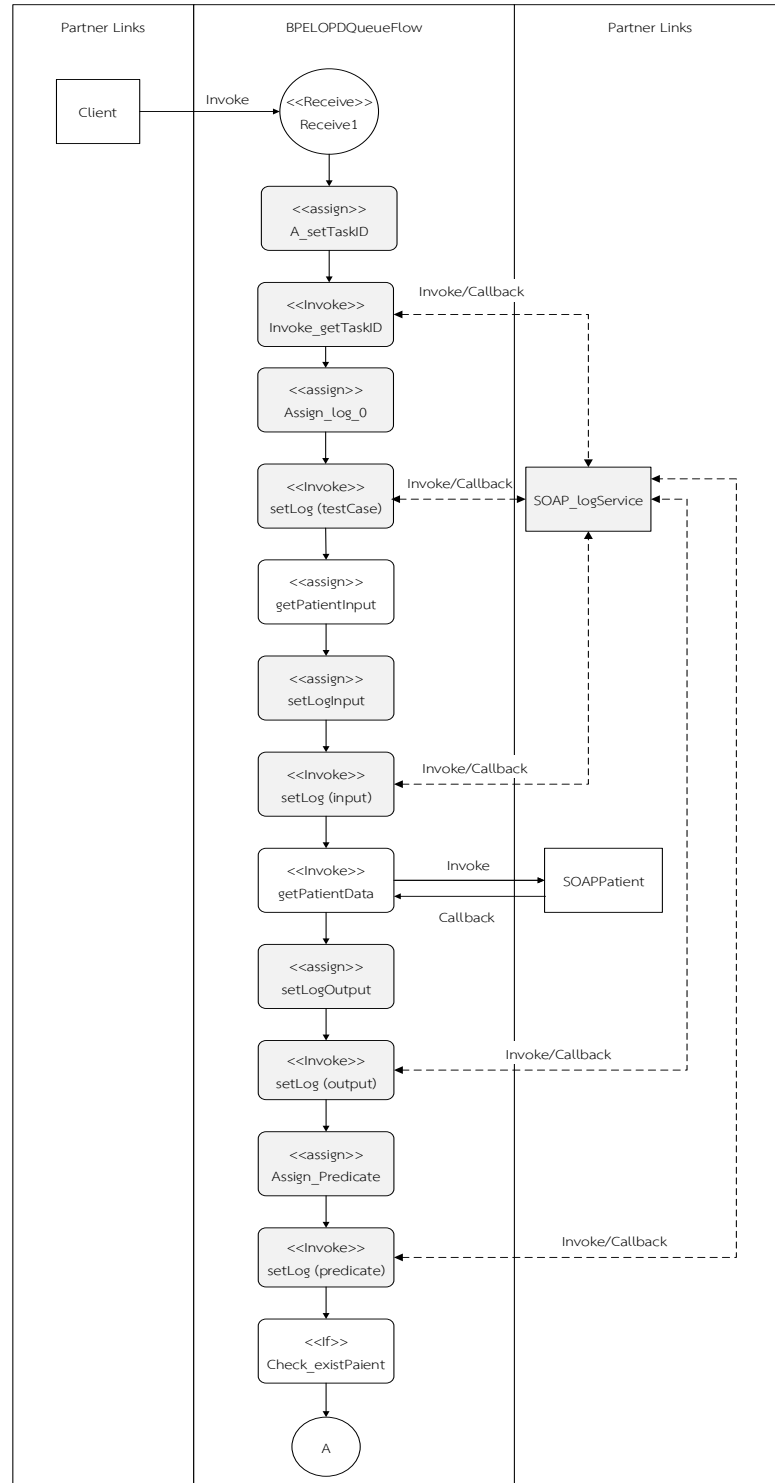 Partner Links
BPELOPDQueueFlow
Partner Links
Client
Invoke
<<Receive>>
Receive1
<<assign>>
A_setTaskID
Invoke/Callback
<<Invoke>>
Invoke_getTaskID
<<assign>>
Assign_log_0
<<Invoke>>
setLog (testCase)
Invoke/Callback
SOAP_logService
<<assign>>
getPatientInput
<<assign>>
setLogInput
<<Invoke>>
setLog (input)
Invoke/Callback
<<Invoke>>
getPatientData
Invoke
Callback
SOAPPatient
<<assign>>
setLogOutput
<<Invoke>>
setLog (output)
Invoke/Callback
<<assign>>
Assign_Predicate
<<Invoke>>
setLog (predicate)
Invoke/Callback
<<If>>
Check_existPaient
A